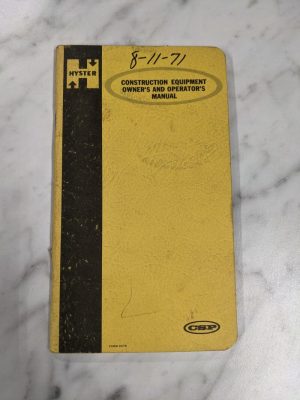 8-11-71
HYSTER
CONSTRUCTION EQUIPMENT
OWNER'S AND OPERATOR'S
MANUAL
CSP